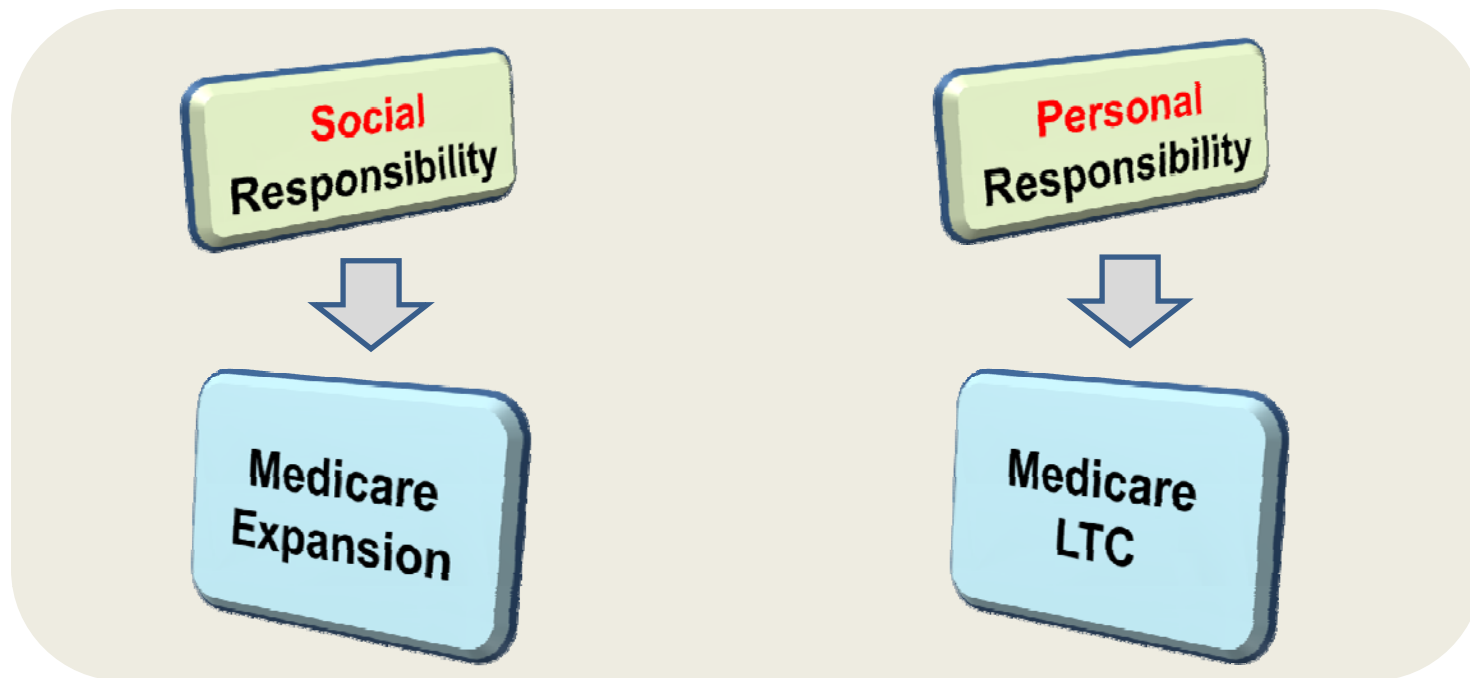 Social
Responsibility
Personal
Responsibility
Medicare
Expansion
Medicare
LTC